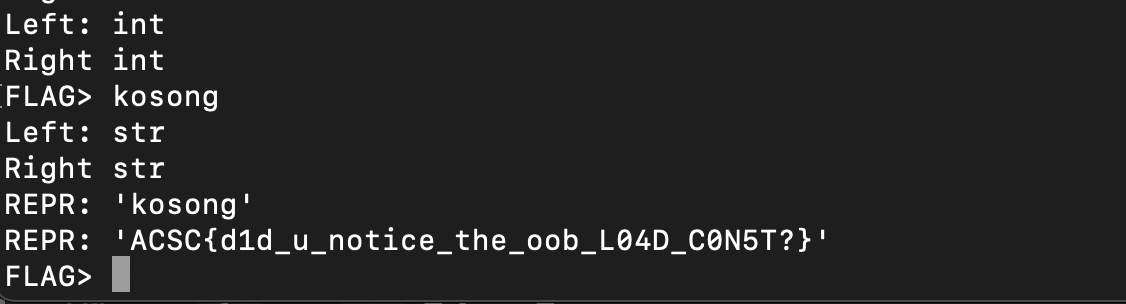 Left: int
Right int
FLAG> kosong
Left: str
Right str
REPR: 'kosong'
REPR: 'ACSC{d1d_u_notice_the_oob_L04D_C0N5T?}'
FLAG>